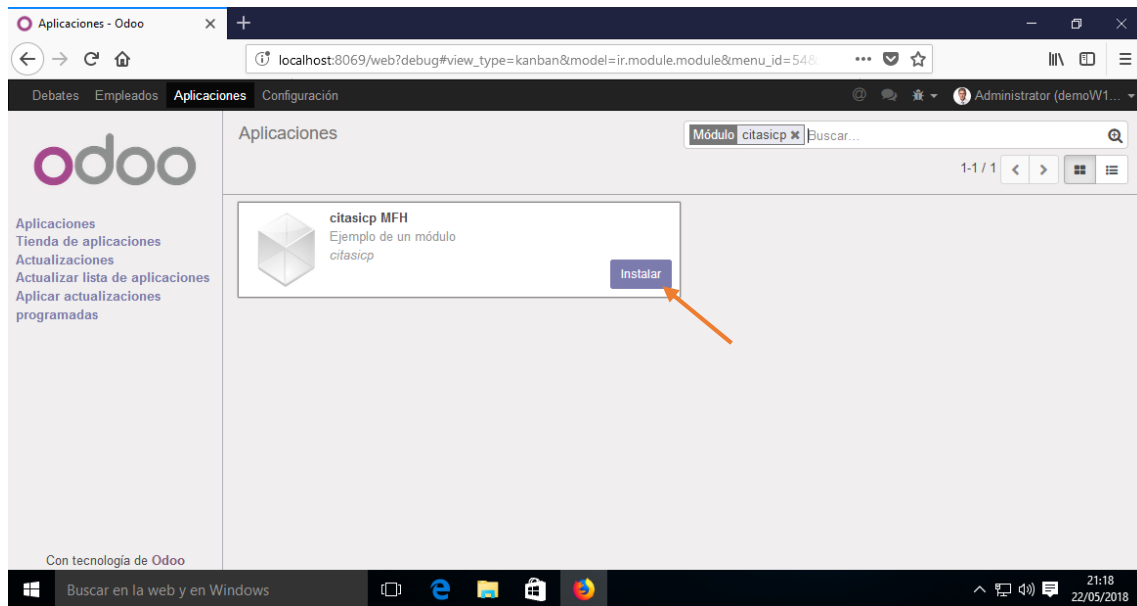 Aplicaciones - Odoo
localhost:8069/web?debug#view_type=kanban&model=ir.module.module&menu_id=548
Debates Empleados Aplicaciones Configuración @ Administrator (demoW1...
odoo
Aplicaciones
Módulo citasicp Buscar...
1-1 / 1
Aplicaciones
Tienda de aplicaciones
Actualizaciones
Actualizar lista de aplicaciones
Aplicar actualizaciones
programadas
citasicp MFH
Ejemplo de un módulo
citasicp
Instalar
Con tecnología de Odoo
Buscar en la web y en Windows
21:18
22/05/2018